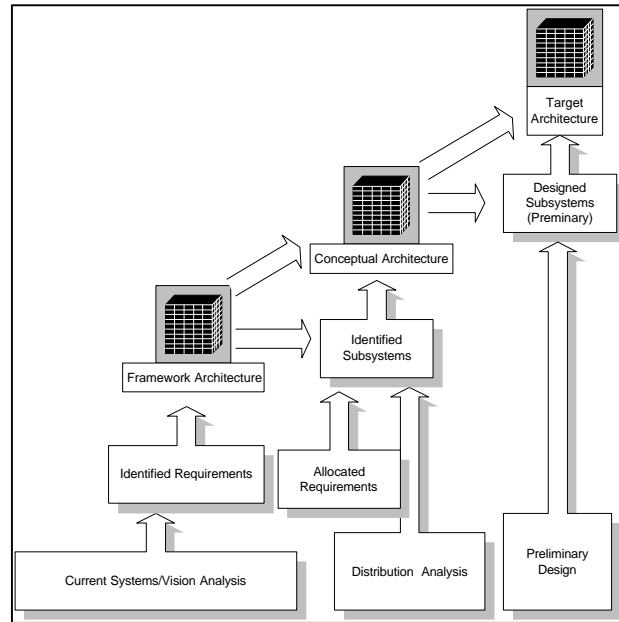 Target
Architecture
Designed
Subsystems
(Preminary)
Conceptual Architecture
Identified
Subsystems
Framework Architecture
Identified Requirements
Allocated
Requirements
Current Systems/Vision Analysis
Distribution Analysis
Preliminary
Design